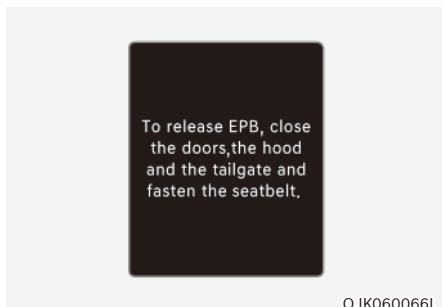 To release EPB, close
the doors,the hood
and the tailgate and
fasten the seatbelt.
OJK060066L